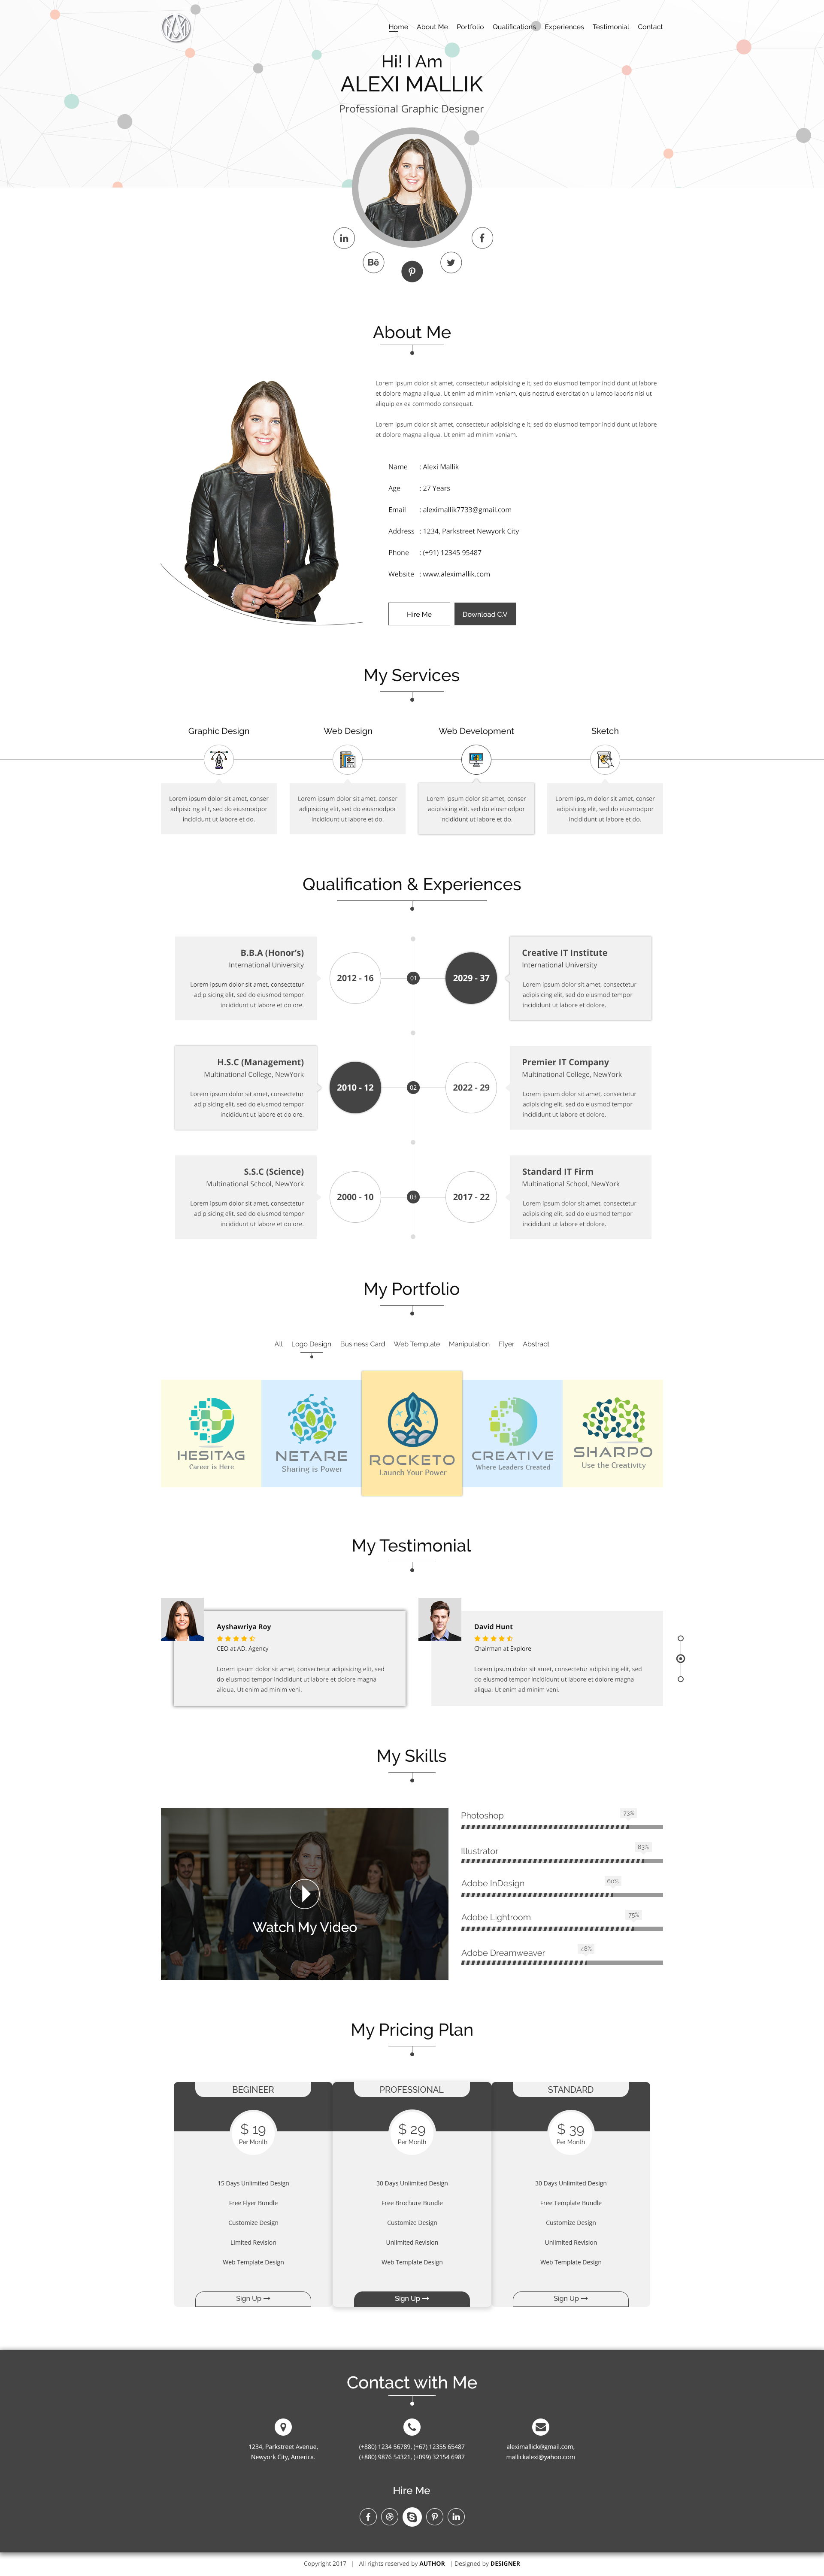 Home About Me Portfolio Qualifications Experiences Testimonial Contact
Hi! I Am
ALEXI MALLIK
Professional Graphic Designer
in
f
Bē
About Me
Lorem ipsum dolor sit amet, consectetur adipisicing elit, sed do eiusmod tempor incididunt ut labore
et dolore magna aliqua. Ut enim ad minim veniam, quis nostrud exercitation ullamco laboris nisi ut
aliquip ex ea commodo consequat.
Lorem ipsum dolor sit amet, consectetur adipisicing elit, sed do eiusmod tempor incididunt ut labore
et dolore magna aliqua. Ut enim ad minim veniam.
Name : Alexi Mallik
Age : 27 Years
Email : aleximallik7733@gmail.com
Address : 1234, Parkstreet Newyork City
Phone : (+91) 12345 95487
Website : www.aleximallik.com
Hire Me
Download C.V
My Services
Graphic Design
Lorem ipsum dolor sit amet, conser
adipisicing elit, sed do eiusmodpor
incididunt ut labore et do.
Web Design
Lorem ipsum dolor sit amet, conser
adipisicing elit, sed do eiusmodpor
incididunt ut labore et do.
Web Development
Lorem ipsum dolor sit amet, conser
adipisicing elit, sed do eiusmodpor
incididunt ut labore et do.
Sketch
Lorem ipsum dolor sit amet, conser
adipisicing elit, sed do eiusmodpor
incididunt ut labore et do.
Qualification & Experiences
B.B.A (Honor's)
International University
Lorem ipsum dolor sit amet, consectetur
adipisicing elit, sed do eiusmod tempor
incididunt ut labore et dolore.
2012 - 16
01
2029 - 37
Creative IT Institute
International University
Lorem ipsum dolor sit amet, consectetur
adipisicing elit, sed do eiusmod tempor
incididunt ut labore et dolore.
H.S.C (Management)
Multinational College, NewYork
Lorem ipsum dolor sit amet, consectetur
adipisicing elit, sed do eiusmod tempor
incididunt ut labore et dolore.
2010 - 12
02
2022 - 29
Premier IT Company
Multinational College, NewYork
Lorem ipsum dolor sit amet, consectetur
adipisicing elit, sed do eiusmod tempor
incididunt ut labore et dolore.
S.S.C (Science)
Multinational School, NewYork
Lorem ipsum dolor sit amet, consectetur
adipisicing elit, sed do eiusmod tempor
incididunt ut labore et dolore.
2000 - 10
03
2017 - 22
Standard IT Firm
Multinational School, NewYork
Lorem ipsum dolor sit amet, consectetur
adipisicing elit, sed do eiusmod tempor
incididunt ut labore et dolore.
My Portfolio
All Logo Design Business Card Web Template Manipulation Flyer Abstract
HESITAG
Career is Here
NETARE
Sharing is Power
ROCKETO
Launch Your Power
CREATIVE
Where Leaders Created
SHARPO
Use the Creativity
My Testimonial
Ayshawriya Roy
CEO at AD. Agency
Lorem ipsum dolor sit amet, consectetur adipisicing elit, sed
do eiusmod tempor incididunt ut labore et dolore magna
aliqua. Ut enim ad minim veni.
David Hunt
Chairman at Explore
Lorem ipsum dolor sit amet, consectetur adipisicing elit, sed
do eiusmod tempor incididunt ut labore et dolore magna
aliqua. Ut enim ad minim veni.
My Skills
Watch My Video
Photoshop 73%
Illustrator 83%
Adobe InDesign 60%
Adobe Lightroom 75%
Adobe Dreamweaver 48%
My Pricing Plan
BEGINEER
$ 19
Per Month
15 Days Unlimited Design
Free Flyer Bundle
Customize Design
Limited Revision
Web Template Design
Sign Up
PROFESSIONAL
$ 29
Per Month
30 Days Unlimited Design
Free Brochure Bundle
Customize Design
Unlimited Revision
Web Template Design
Sign Up
STANDARD
$ 39
Per Month
30 Days Unlimited Design
Free Template Bundle
Customize Design
Unlimited Revision
Web Template Design
Sign Up
Contact with Me
1234, Parkstreet Avenue,
Newyork City, America.
(+880) 1234 56789, (+67) 12355 65487
(+880) 9876 54321, (+099) 32154 6987
aleximallick@gmail.com,
mallickalexi@yahoo.com
Hire Me
Copyright 2017 | All rights reserved by AUTHOR | Designed by DESIGNER